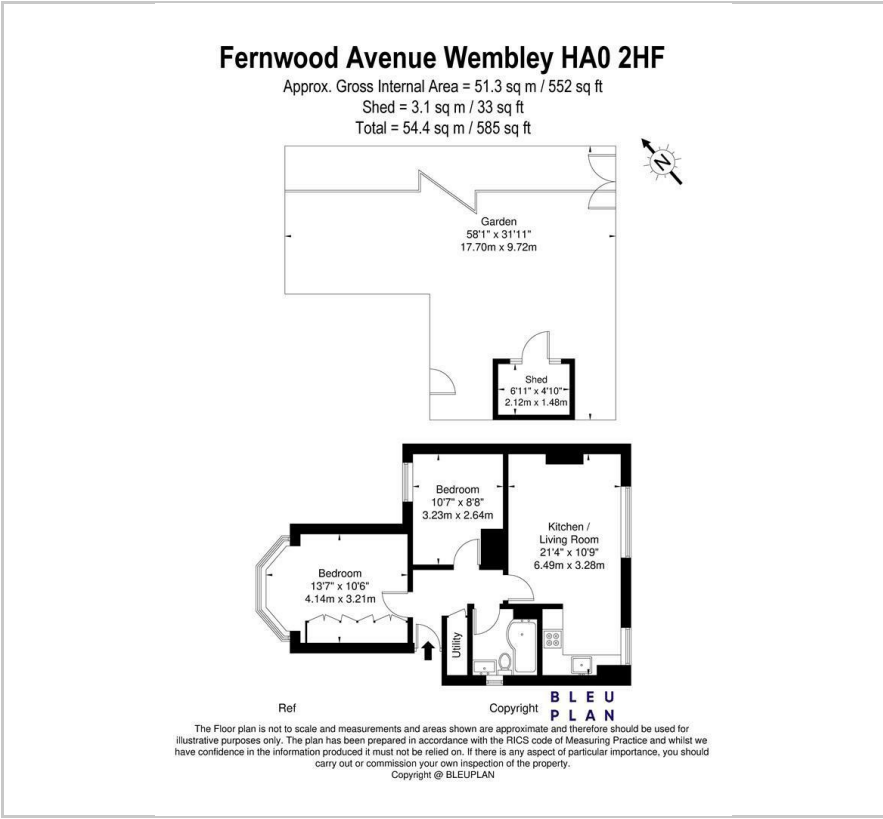 Fernwood Avenue Wembley HA0 2HF
Approx. Gross Internal Area = 51.3 sq m / 552 sq ft
Shed = 3.1 sq m / 33 sq ft
Total = 54.4 sq m / 585 sq ft
N
Garden
58'1" x 31'11"
17.70m x 9.72m
Shed
6'11" x 4'10"
2.12m x 1.48m
Bedroom
10'7" x 8'8"
3.23m x 2.64m
Kitchen /
Living Room
21'4" x 10'9"
6.49m x 3.28m
Bedroom
13'7" x 10'6"
4.14m x 3.21m
Utility
Ref
Copyright
BLEU
PLAN
The Floor plan is not to scale and measurements and areas shown are approximate and therefore should be used for
illustrative purposes only. The plan has been prepared in accordance with the RICS code of Measuring Practice and whilst we
have confidence in the information produced it must not be relied on. If there is any aspect of particular importance, you should
carry out or commission your own inspection of the property.
Copyright @ BLEUPLAN